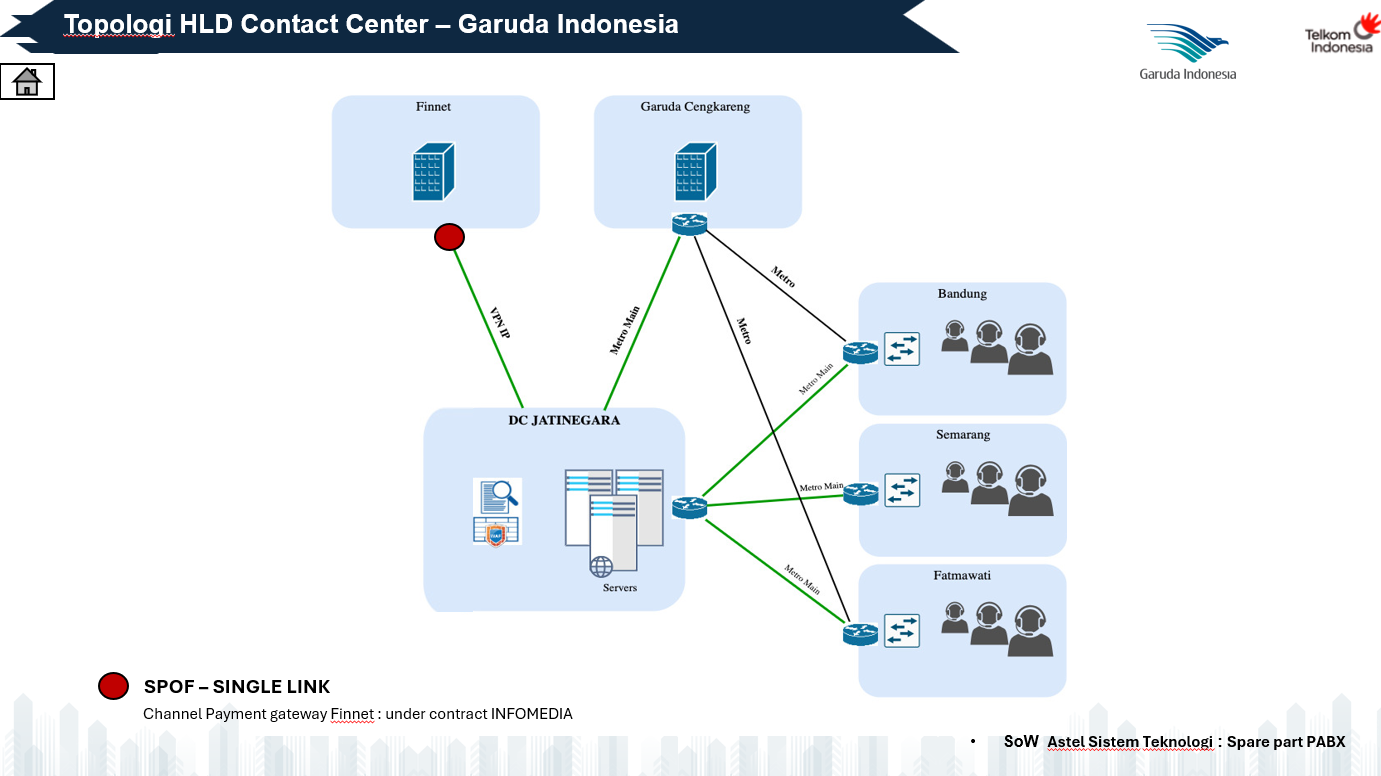 Topologi HLD Contact Center – Garuda Indonesia
Garuda Indonesia
Telkom
Indonesia
Finnet
Garuda Cengkareng
Metro
Bandung
VPN IP
Metro Main
Metro
Metro Main
DC JATINEGARA
Semarang
Metro Main
WAF
Servers
Metro Main
Fatmawati
SPOF – SINGLE LINK
Channel Payment gateway Finnet : under contract INFOMEDIA
• SoW Astel Sistem Teknologi : Spare part PABX